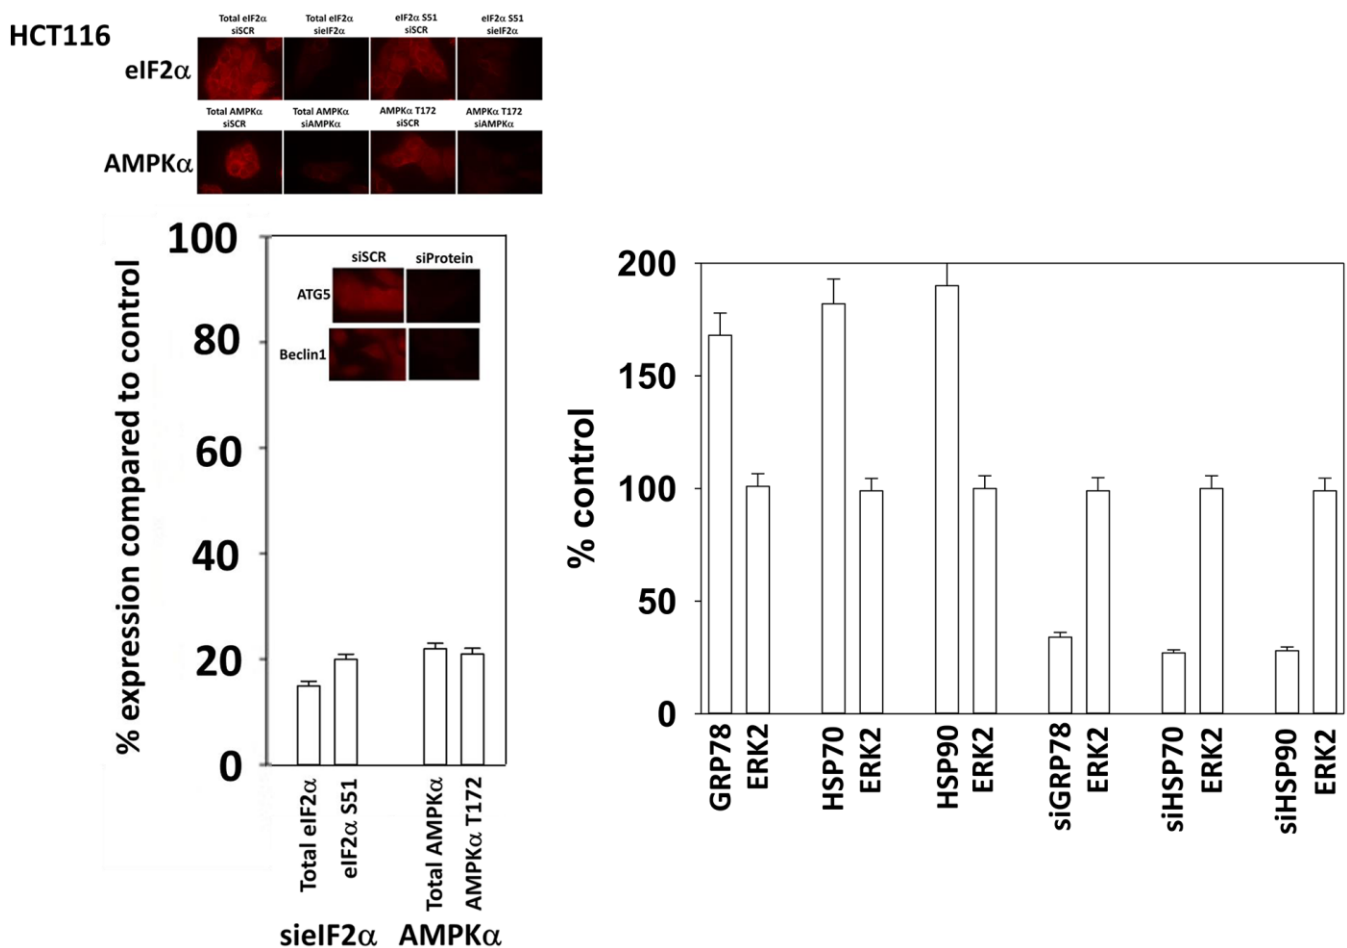 HCT116
Total eIF2α
siSCR
Total eIF2α
sieIF2α
eIF2α S51
siSCR
eIF2α S51
sieIF2α
eIF2α
Total AMPKα
siSCR
Total AMPKα
siAMPKα
AMPKα T172
siSCR
AMPKα T172
siAMPKα
AMPKα
% expression compared to control
100
80
60
40
20
0
siSCR
siProtein
ATG5
Beclin1
Total eIF2α
eIF2α S51
Total AMPKα
AMPKα T172
sieIF2α
AMPKα
% control
200
150
100
50
0
GRP78
ERK2
HSP70
ERK2
HSP90
ERK2
siGRP78
ERK2
siHSP70
ERK2
siHSP90
ERK2